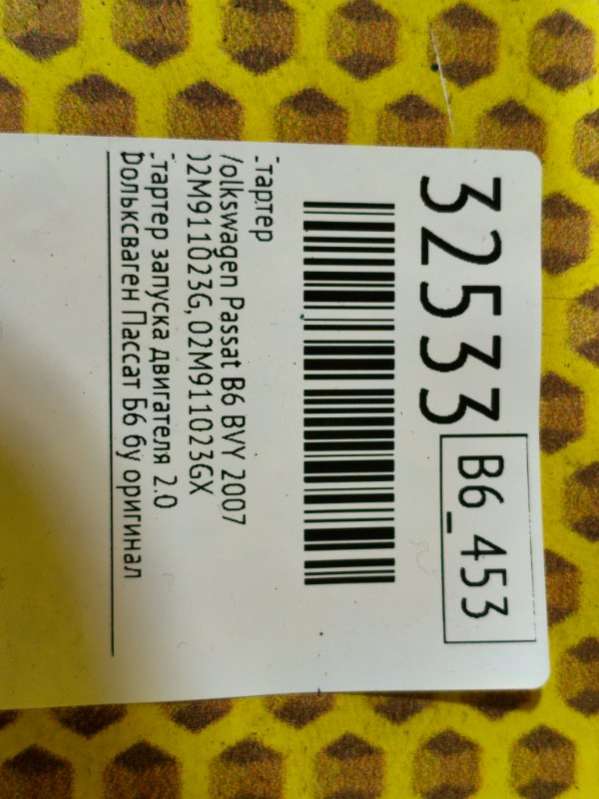 32533
B6_453
Стартер
Volkswagen Passat B6 BVY 2007
02M911023G, 02M911023GX
Стартер запуска двигателя 2.0
Вольксваген Пассат Б6 бу оригинал